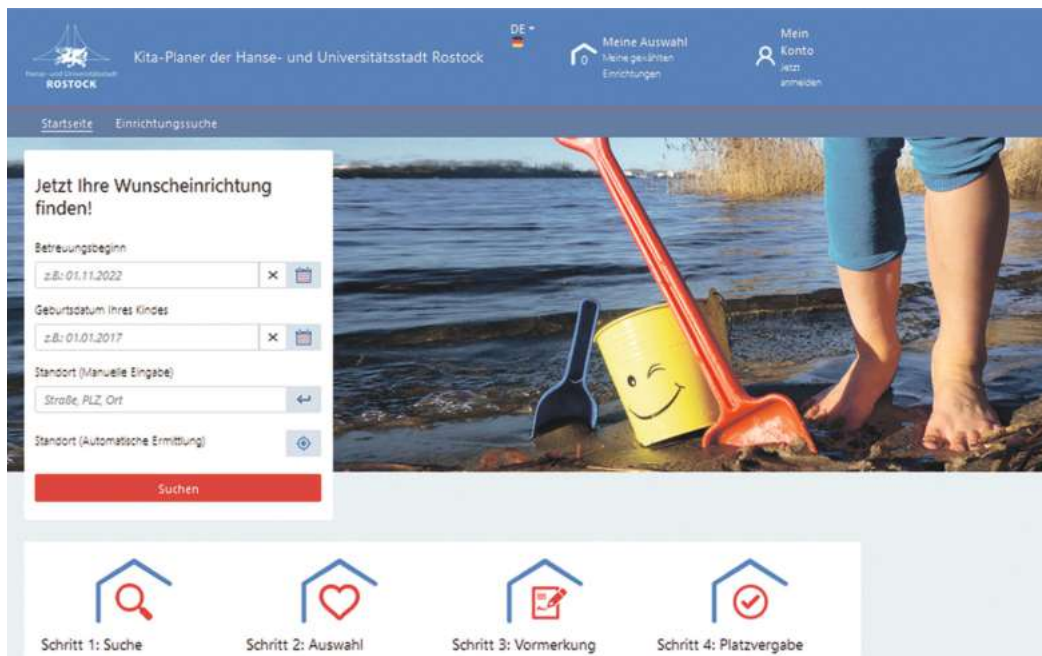 DE
Hanse- und Universitätsstadt
ROSTOCK
Kita-Planer der Hanse- und Universitätsstadt Rostock
0
Meine Auswahl
Meine gewählten
Einrichtungen
Mein
Konto
Jetzt
anmelden
Startseite Einrichtungssuche
Jetzt Ihre Wunscheinrichtung
finden!
Betreuungsbeginn
z.B.: 01.11.2022
Geburtsdatum Ihres Kindes
z.B.: 01.01.2017
Standort (Manuelle Eingabe)
Straße, PLZ, Ort
Standort (Automatische Ermittlung)
Suchen
Schritt 1: Suche
Schritt 2: Auswahl
Schritt 3: Vormerkung
Schritt 4: Platzvergabe